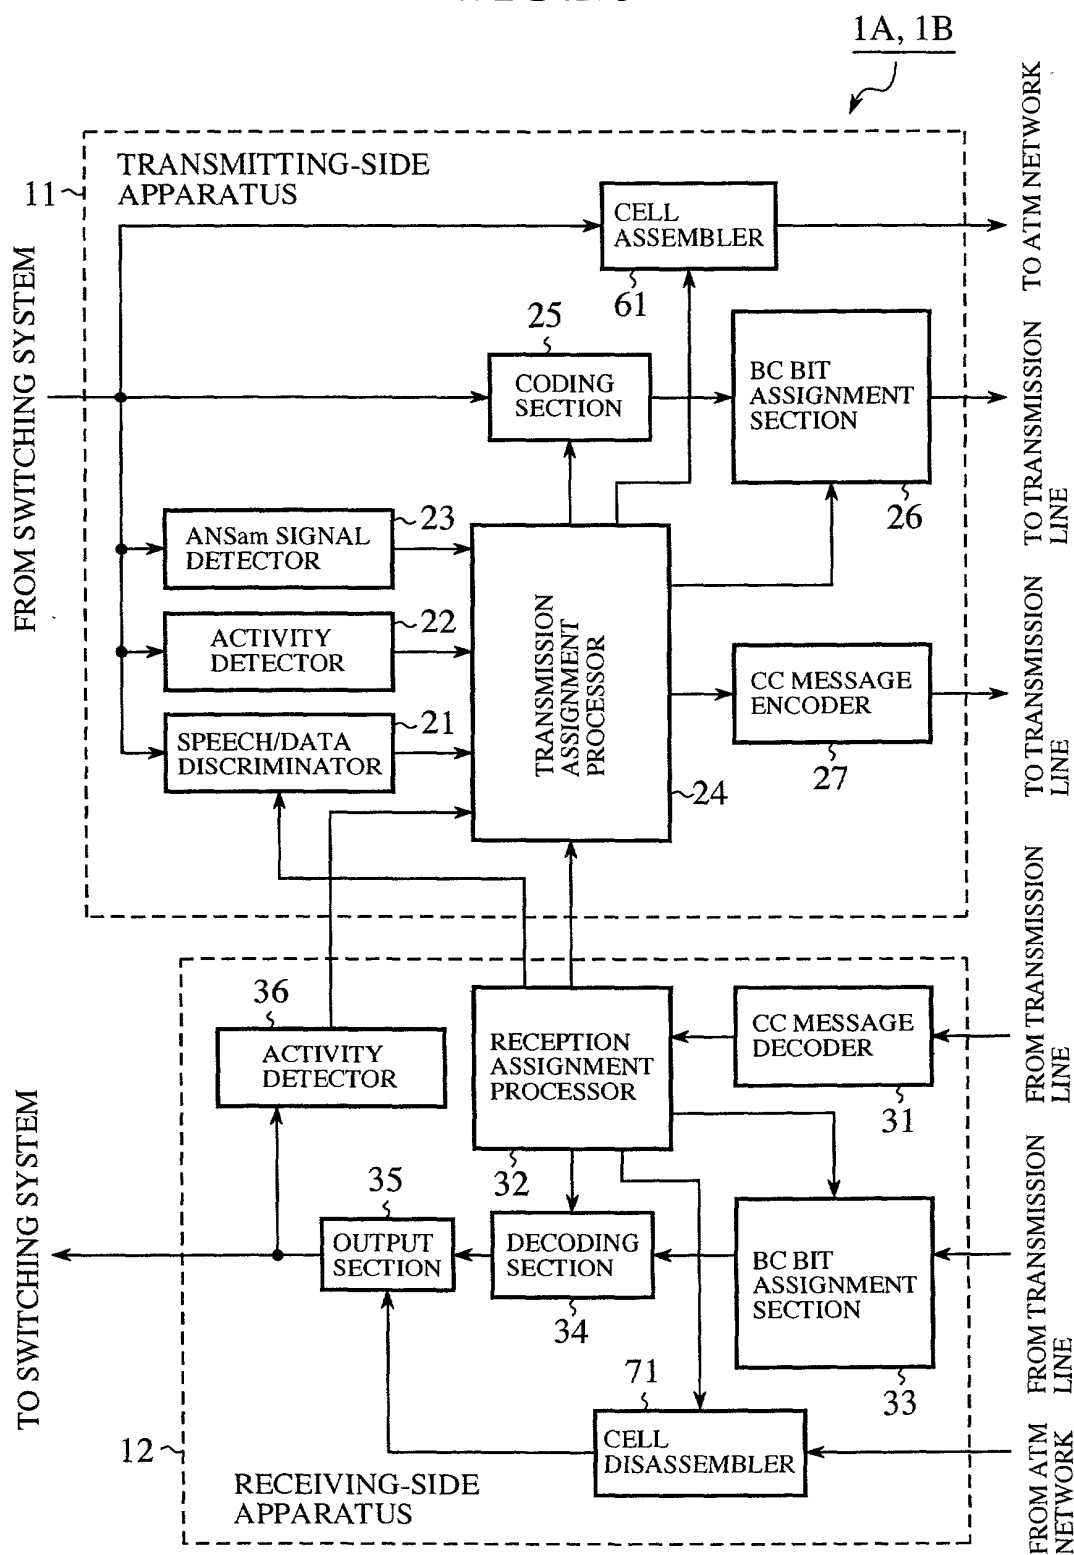 1A, 1B
TRANSMITTING-SIDE
APPARATUS
11
CELL
ASSEMBLER
61
TO ATM NETWORK
FROM SWITCHING SYSTEM
25
CODING
SECTION
BC BIT
ASSIGNMENT
SECTION
26
TO TRANSMISSION
LINE
ANSam SIGNAL
DETECTOR
23
ACTIVITY
DETECTOR
22
SPEECH/DATA
DISCRIMINATOR
21
TRANSMISSION
ASSIGNMENT
PROCESSOR
24
CC MESSAGE
ENCODER
27
TO TRANSMISSION
LINE
36
ACTIVITY
DETECTOR
RECEPTION
ASSIGNMENT
PROCESSOR
32
CC MESSAGE
DECODER
31
FROM TRANSMISSION
LINE
TO SWITCHING SYSTEM
35
OUTPUT
SECTION
DECODING
SECTION
34
BC BIT
ASSIGNMENT
SECTION
33
FROM TRANSMISSION
LINE
71
CELL
DISASSEMBLER
FROM ATM
NETWORK
12
RECEIVING-SIDE
APPARATUS